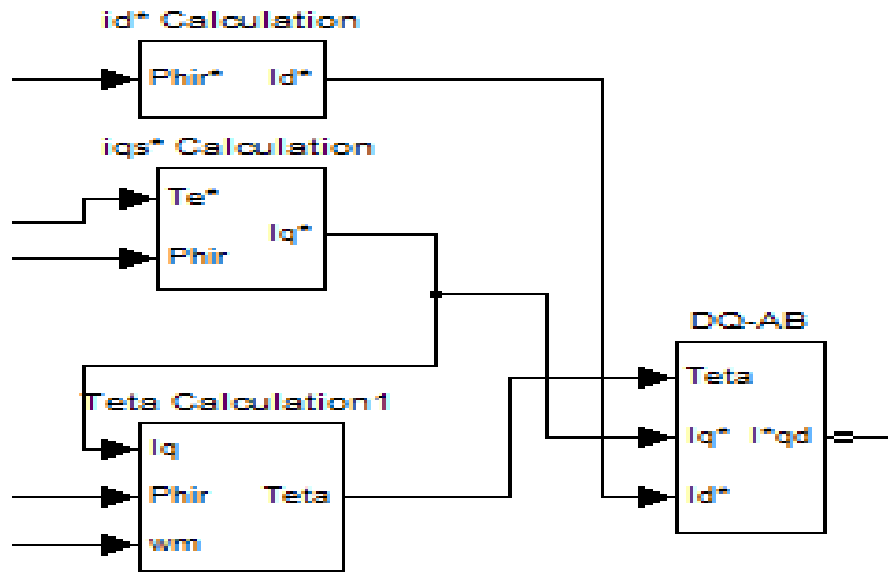 id* Calculation
Phir* Id*
iqs* Calculation
Te*
Iq*
Phir
DQ-AB
Teta
Teta Calculation1
Iq
Iq* I*qd
Phir Teta
Id*
wm